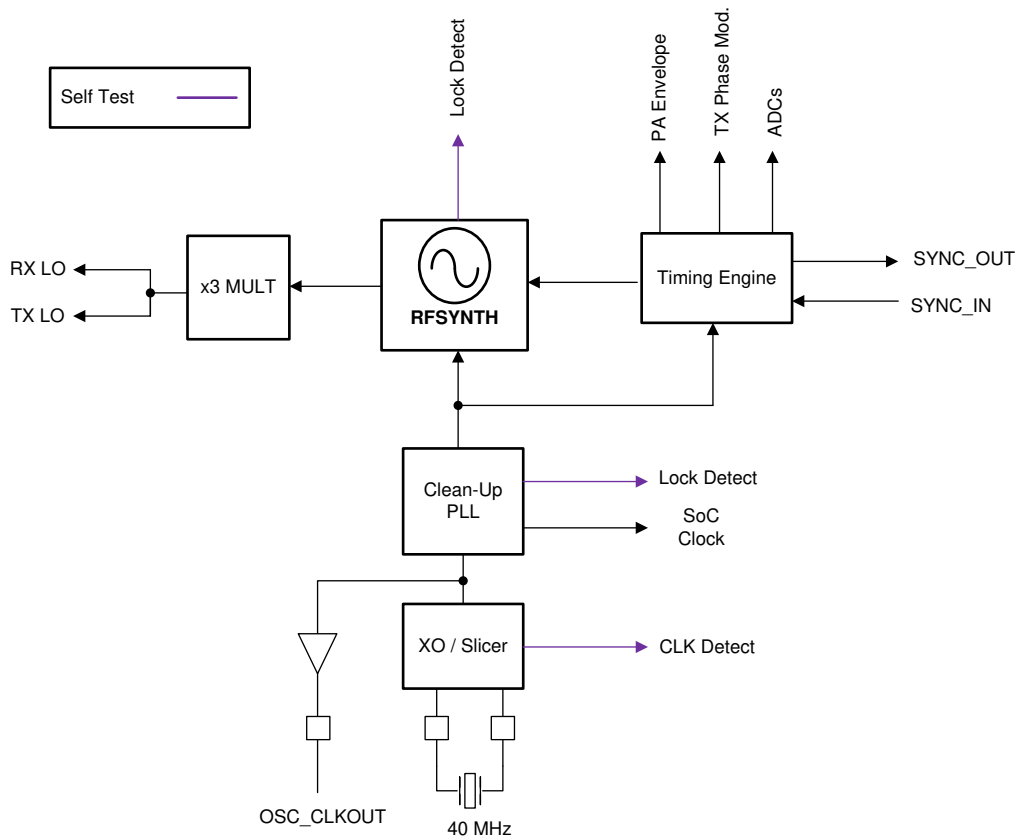 Self Test
Lock Detect
PA Envelope
TX Phase Mod.
ADCs
RX LO
TX LO
x3 MULT
RFSYNTH
Timing Engine
SYNC_OUT
SYNC_IN
Clean-Up
PLL
Lock Detect
SoC
Clock
XO / Slicer
CLK Detect
OSC_CLKOUT
40 MHz